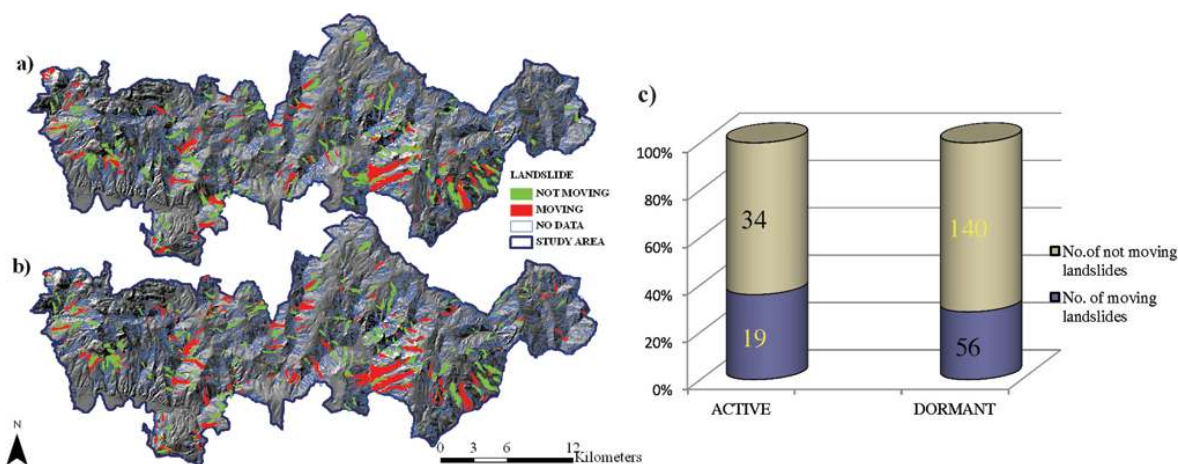 a)
LANDSLIDE
NOT MOVING
MOVING
NO DATA
STUDY AREA
b)
N
0 3 6 12
Kilometers
c)
100%
80%
60%
40%
20%
0%
34
140
19
56
ACTIVE DORMANT
No.of not moving
landslides
No. of moving
landslides